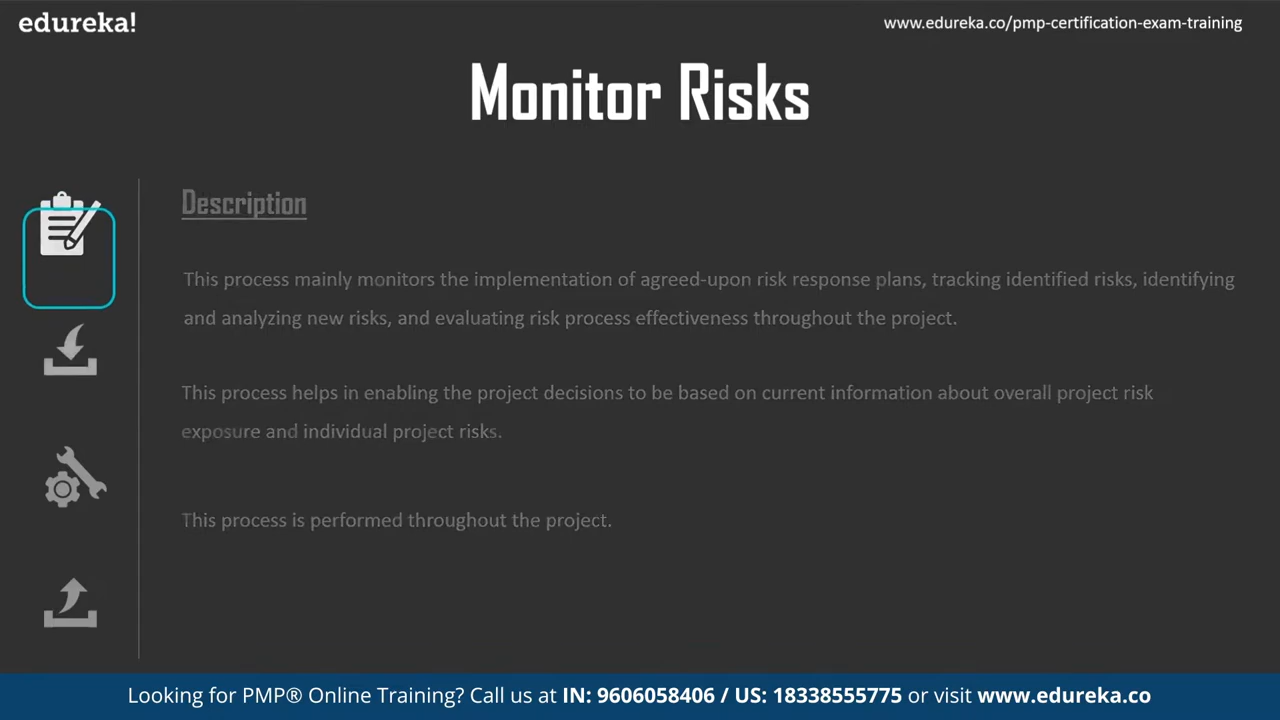 edureka!
www.edureka.co/pmp-certification-exam-training
Monitor Risks
Description
This process mainly monitors the implementation of agreed-upon risk response plans, tracking identified risks, identifying
and analyzing new risks, and evaluating risk process effectiveness throughout the project.
This process helps in enabling the project decisions to be based on current information about overall project risk
exposure and individual project risks.
This process is performed throughout the project.
Looking for PMP® Online Training? Call us at IN: 9606058406 / US: 18338555775 or visit www.edureka.co